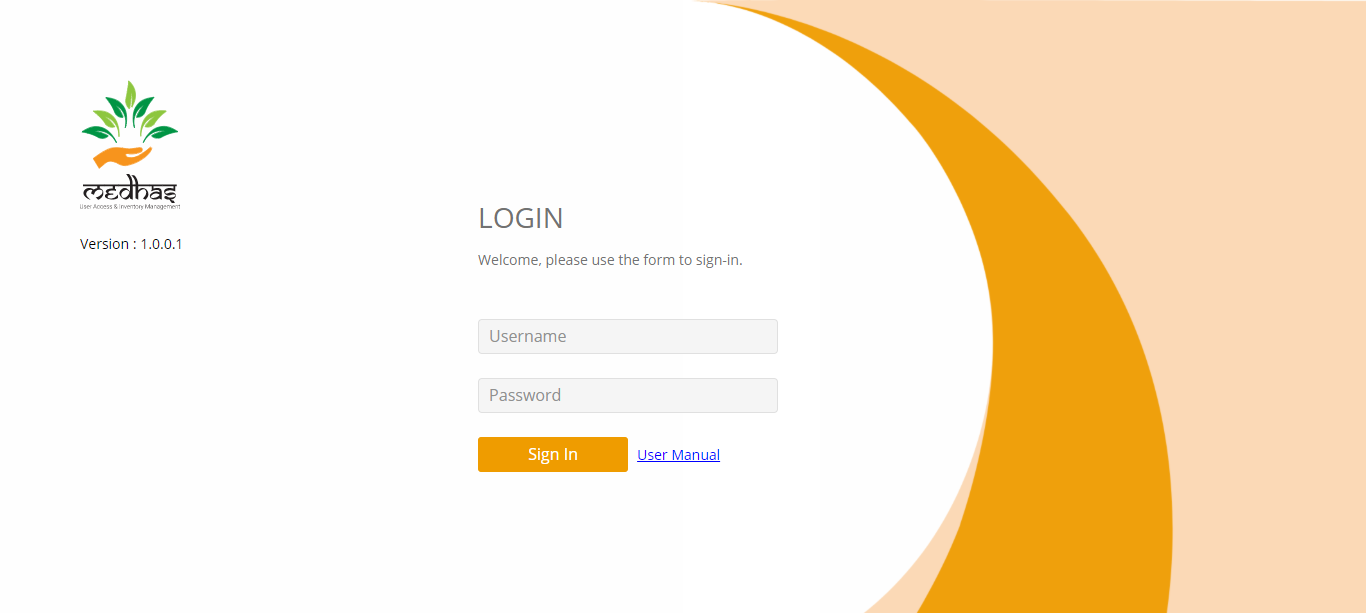 medhas
User Access & Inventory Management
Version : 1.0.0.1
LOGIN
Welcome, please use the form to sign-in.
Username
Password
Sign In
User Manual